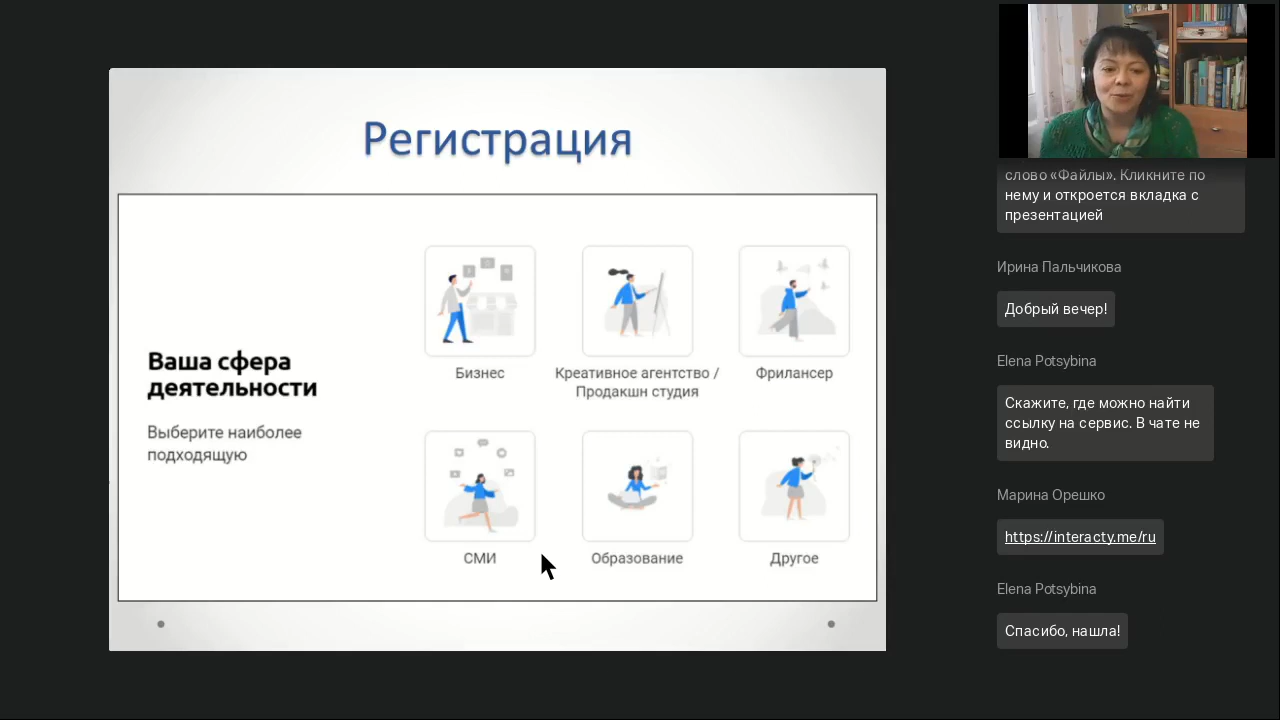 Регистрация
Ваша сфера
деятельности
Выберите наиболее
подходящую
Бизнес
Креативное агентство /
Продакшн студия
Фрилансер
СМИ
Образование
Другое
слово «Файлы». Кликните по
нему и откроется вкладка с
презентацией
Ирина Пальчикова
Добрый вечер!
Elena Potsybina
Скажите, где можно найти
ссылку на сервис. В чате не
видно.
Марина Орешко
https://interacty.me/ru
Elena Potsybina
Спасибо, нашла!